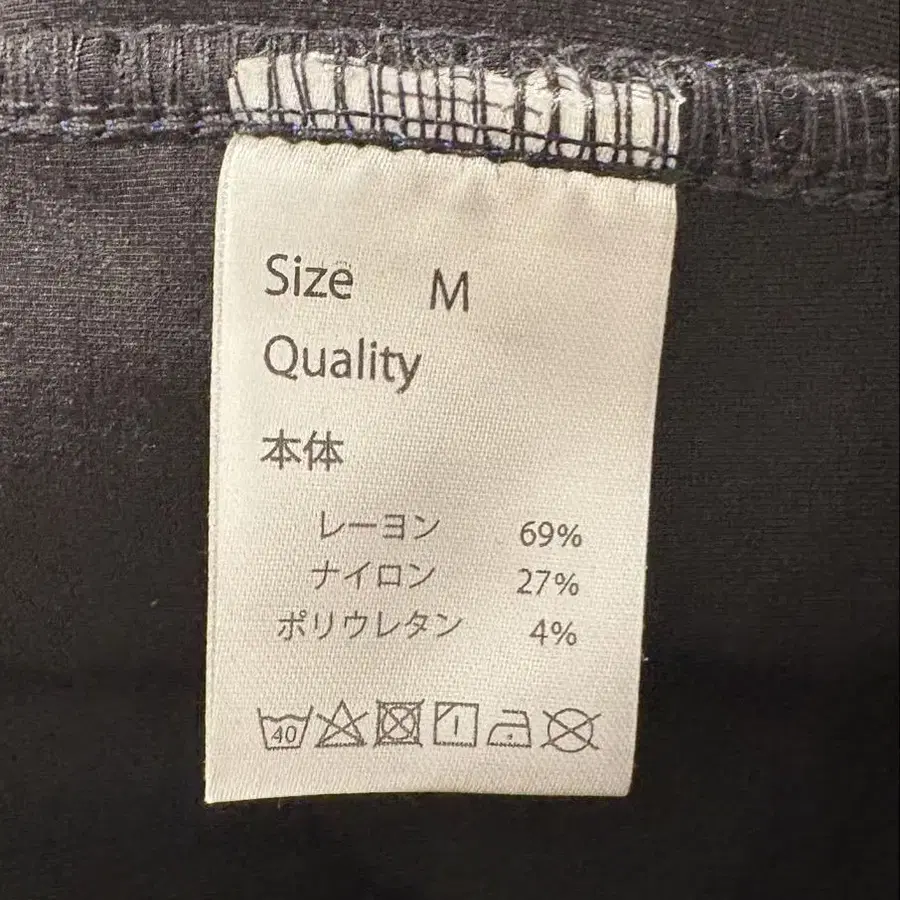 Size M
Quality
本体
レーヨン 69%
ナイロン 27%
ポリウレタン 4%
40